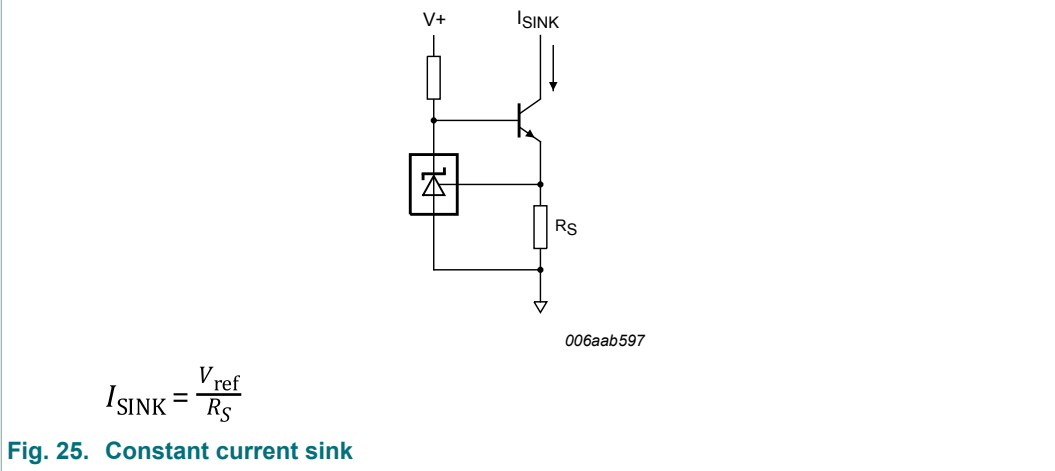 V+ ISINK
RS
006aab597
ISINK = Vref / RS
Fig. 25. Constant current sink